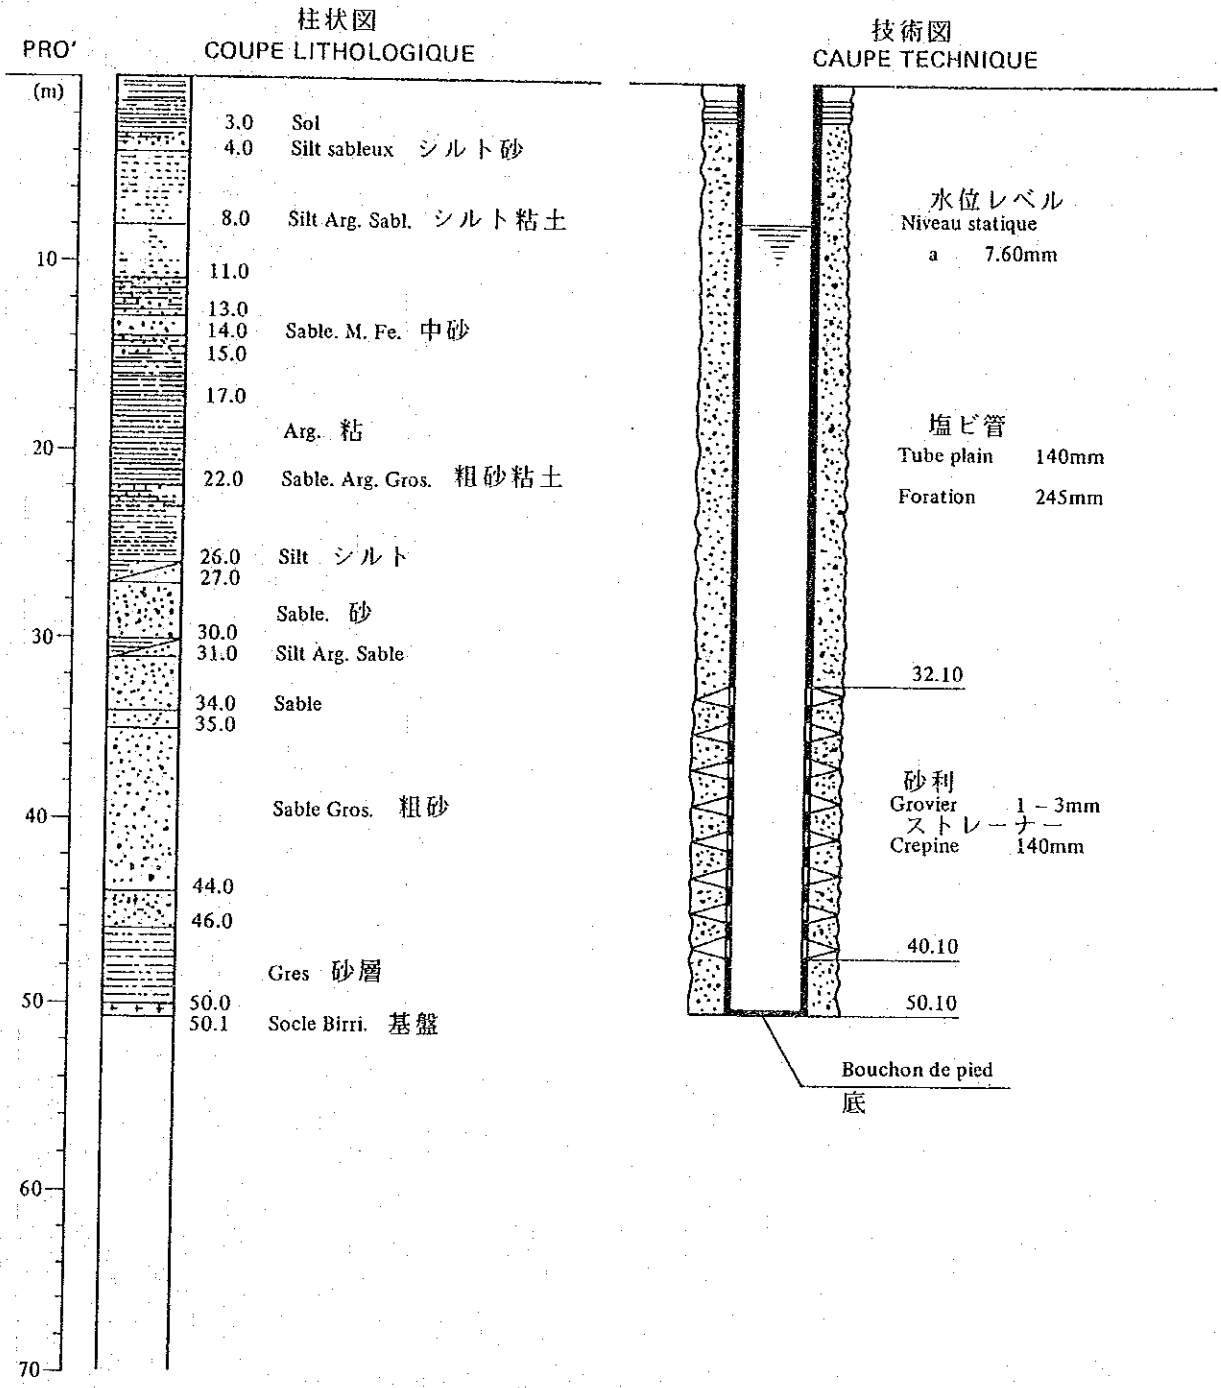 柱状図
COUPE LITHOLOGIQUE
PRO'
(m)
3.0 Sol
4.0 Silt sableux シルト砂
8.0 Silt Arg. Sabl. シルト粘土
10
11.0
13.0
14.0 Sable. M. Fe. 中砂
15.0
17.0
Arg. 粘
20
22.0 Sable. Arg. Gros. 粗砂粘土
26.0 Silt シルト
27.0
Sable. 砂
30
30.0
31.0 Silt Arg. Sable
34.0 Sable
35.0
40
Sable Gros. 粗砂
44.0
46.0
Gres 砂層
50
50.0
50.1 Socle Birri. 基盤
60
70
技術図
CAUPE TECHNIQUE
水位レベル
Niveau statique
a 7.60mm
塩ビ管
Tube plain 140mm
Foration 245mm
32.10
砂利
Grovier 1 – 3mm
ストレーナー
Crepine 140mm
40.10
50.10
Bouchon de pied
底